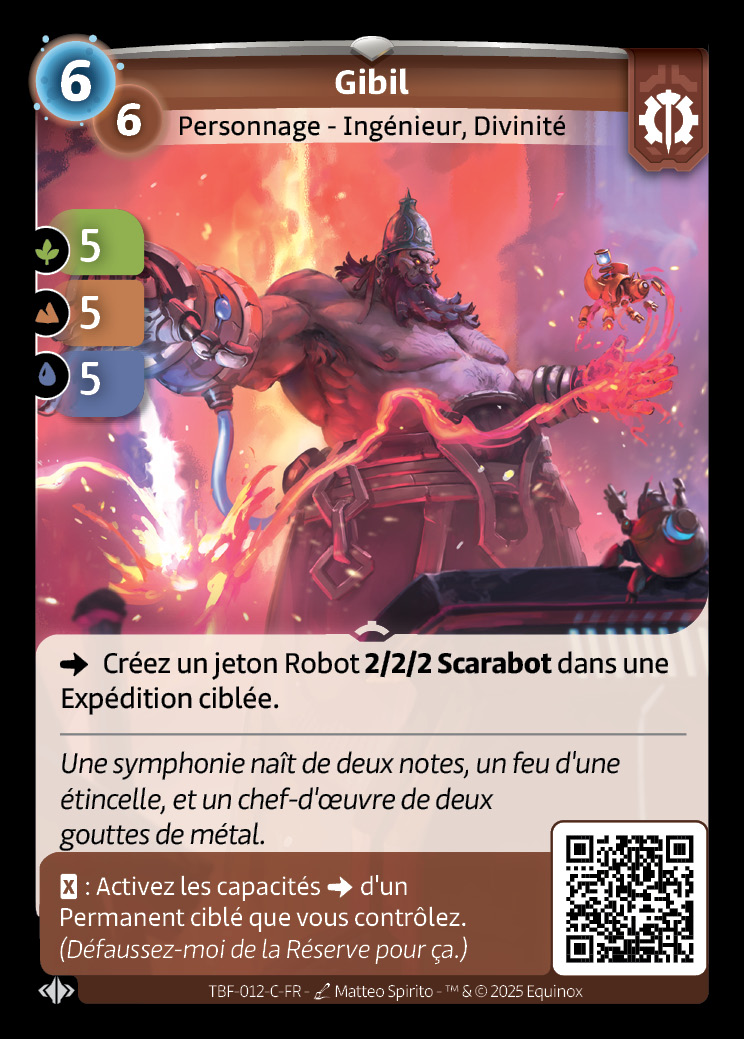 6
Gibil
6
Personnage - Ingénieur, Divinité
5
5
5
Créez un jeton Robot 2/2/2 Scarabot dans une
Expédition ciblée.
Une symphonie naît de deux notes, un feu d'une
étincelle, et un chef-d'œuvre de deux
gouttes de métal.
X : Activez les capacités d'un
Permanent ciblé que vous contrôlez.
(Défaussez-moi de la Réserve pour ça.)
TBF-012-C-FR - Matteo Spirito - ™ & © 2025 Equinox